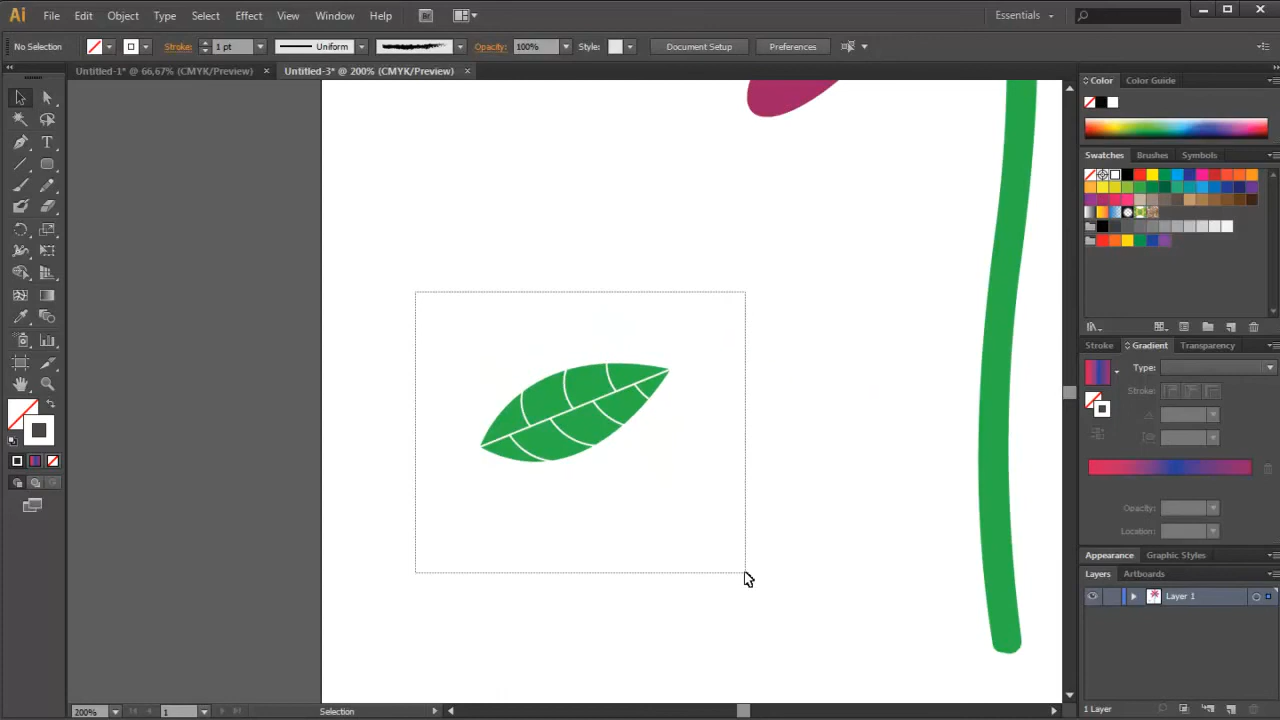 Ai File Edit Object Type Select Effect View Window Help Br Essentials
No Selection Stroke: 1 pt Uniform Opacity: 100% Style: Document Setup Preferences
Untitled-1* @ 66,67% (CMYK/Preview) × Untitled-3* @ 200% (CMYK/Preview) ×
Color Color Guide
Swatches Brushes Symbols
Stroke Gradient Transparency
Type:
Stroke:
Opacity:
Location:
Appearance Graphic Styles
Layers Artboards
Layer 1
200% 1 Selection 1 Layer